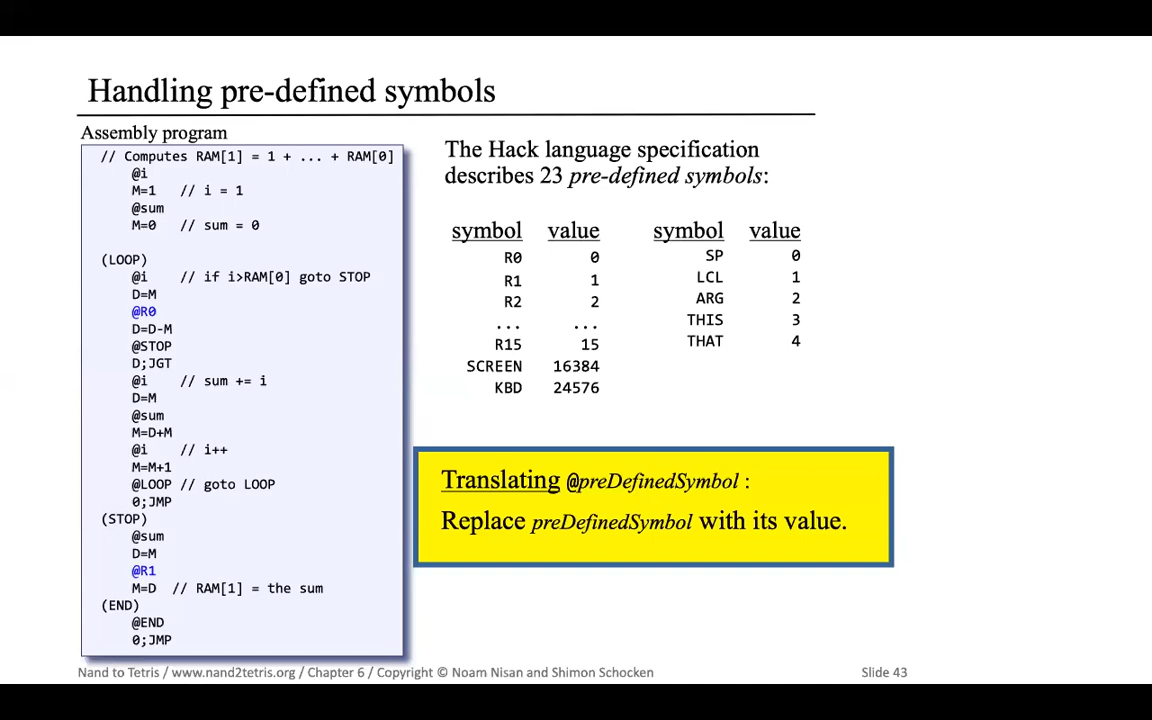 Handling pre-defined symbols
Assembly program
// Computes RAM[1] = 1 + ... + RAM[0]
@i
M=1 // i = 1
@sum
M=0 // sum = 0
(LOOP)
@i // if i>RAM[0] goto STOP
D=M
@R0
D=D-M
@STOP
D;JGT
@i // sum += i
D=M
@sum
M=D+M
@i // i++
M=M+1
@LOOP // goto LOOP
0;JMP
(STOP)
@sum
D=M
@R1
M=D // RAM[1] = the sum
(END)
@END
0;JMP
The Hack language specification
describes 23 pre-defined symbols:
symbol value
R0 0
R1 1
R2 2
... ...
R15 15
SCREEN 16384
KBD 24576
symbol value
SP 0
LCL 1
ARG 2
THIS 3
THAT 4
Translating @preDefinedSymbol :
Replace preDefinedSymbol with its value.
Nand to Tetris / www.nand2tetris.org / Chapter 6 / Copyright © Noam Nisan and Shimon Schocken
Slide 43